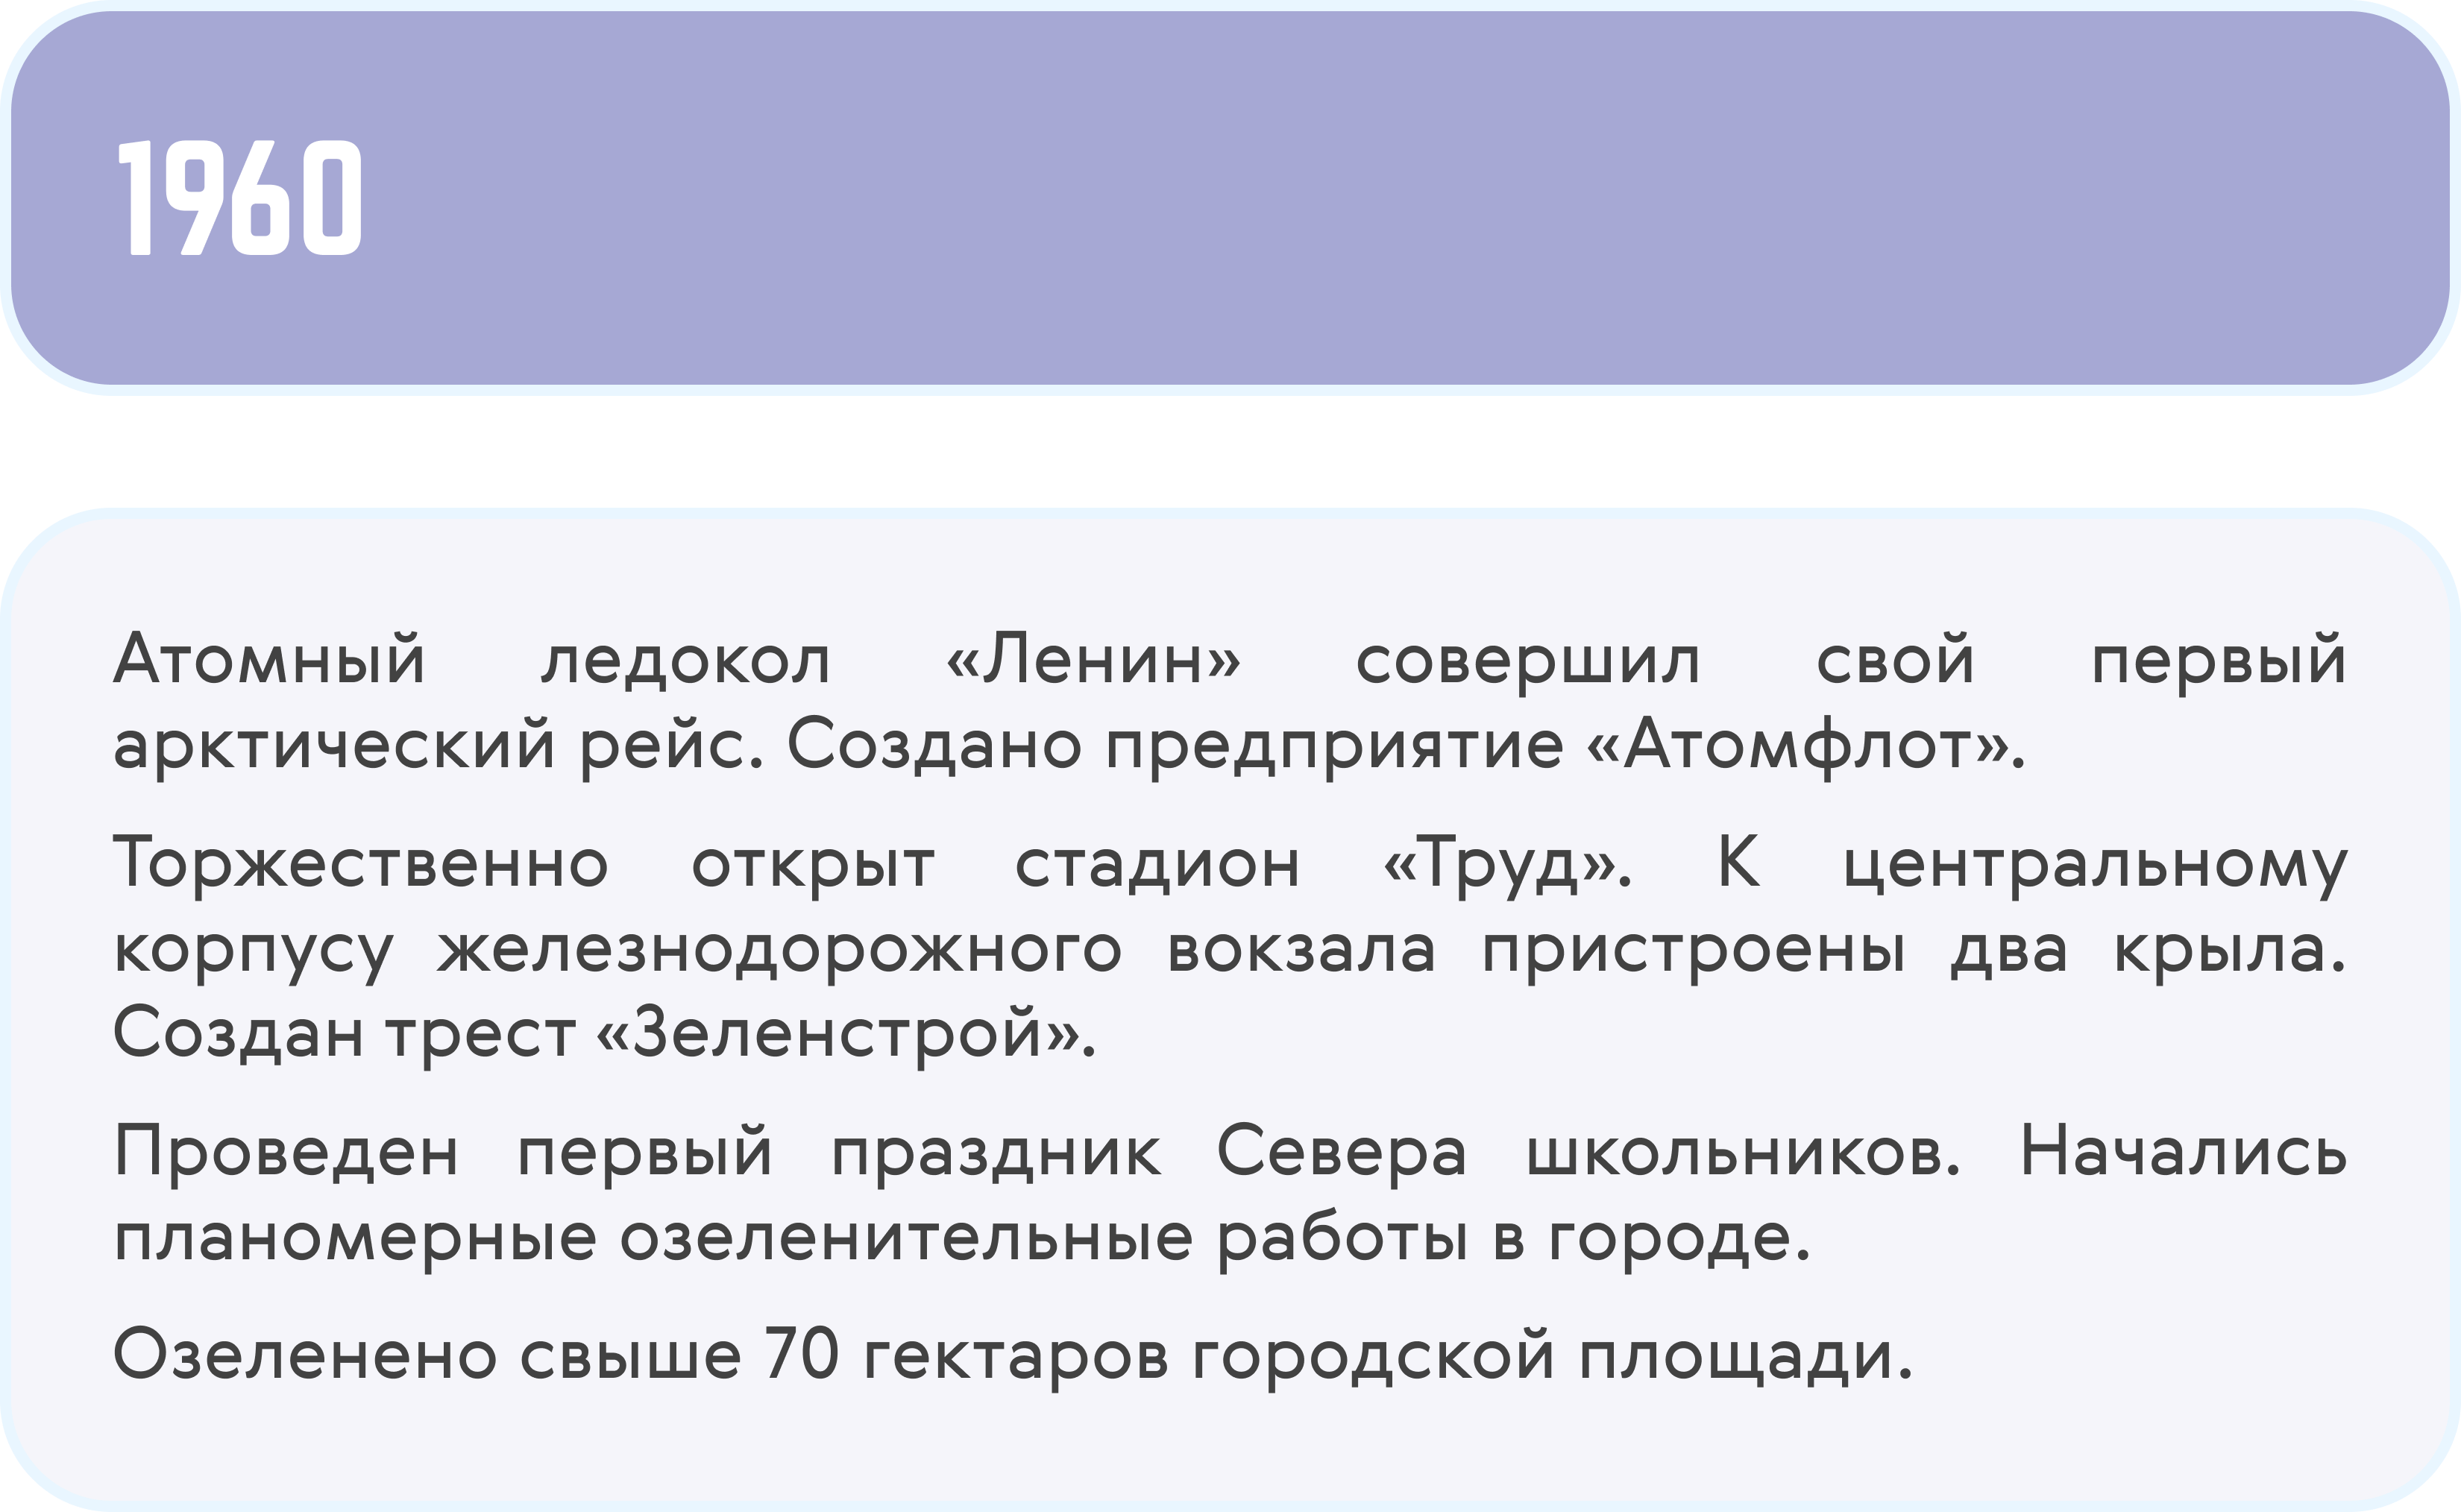 1960
Атомный ледокол «Ленин» совершил свой первый
арктический рейс. Создано предприятие «Атомфлот».
Торжественно открыт стадион «Труд». К центральному
корпусу железнодорожного вокзала пристроены два крыла.
Создан трест «Зеленстрой».
Проведен первый праздник Севера школьников. Начались
планомерные озеленительные работы в городе.
Озеленено свыше 70 гектаров городской площади.